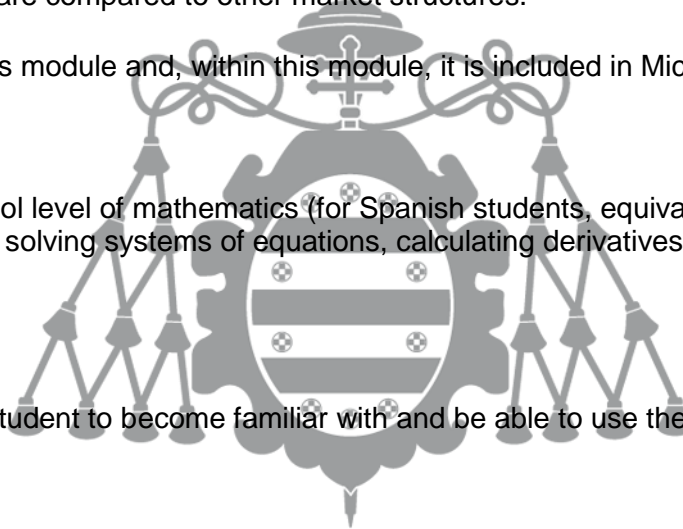 are compared to other market structures.
s module and, within this module, it is included in Mic
ol level of mathematics (for Spanish students, equiva
solving systems of equations, calculating derivatives
tudent to become familiar with and be able to use the